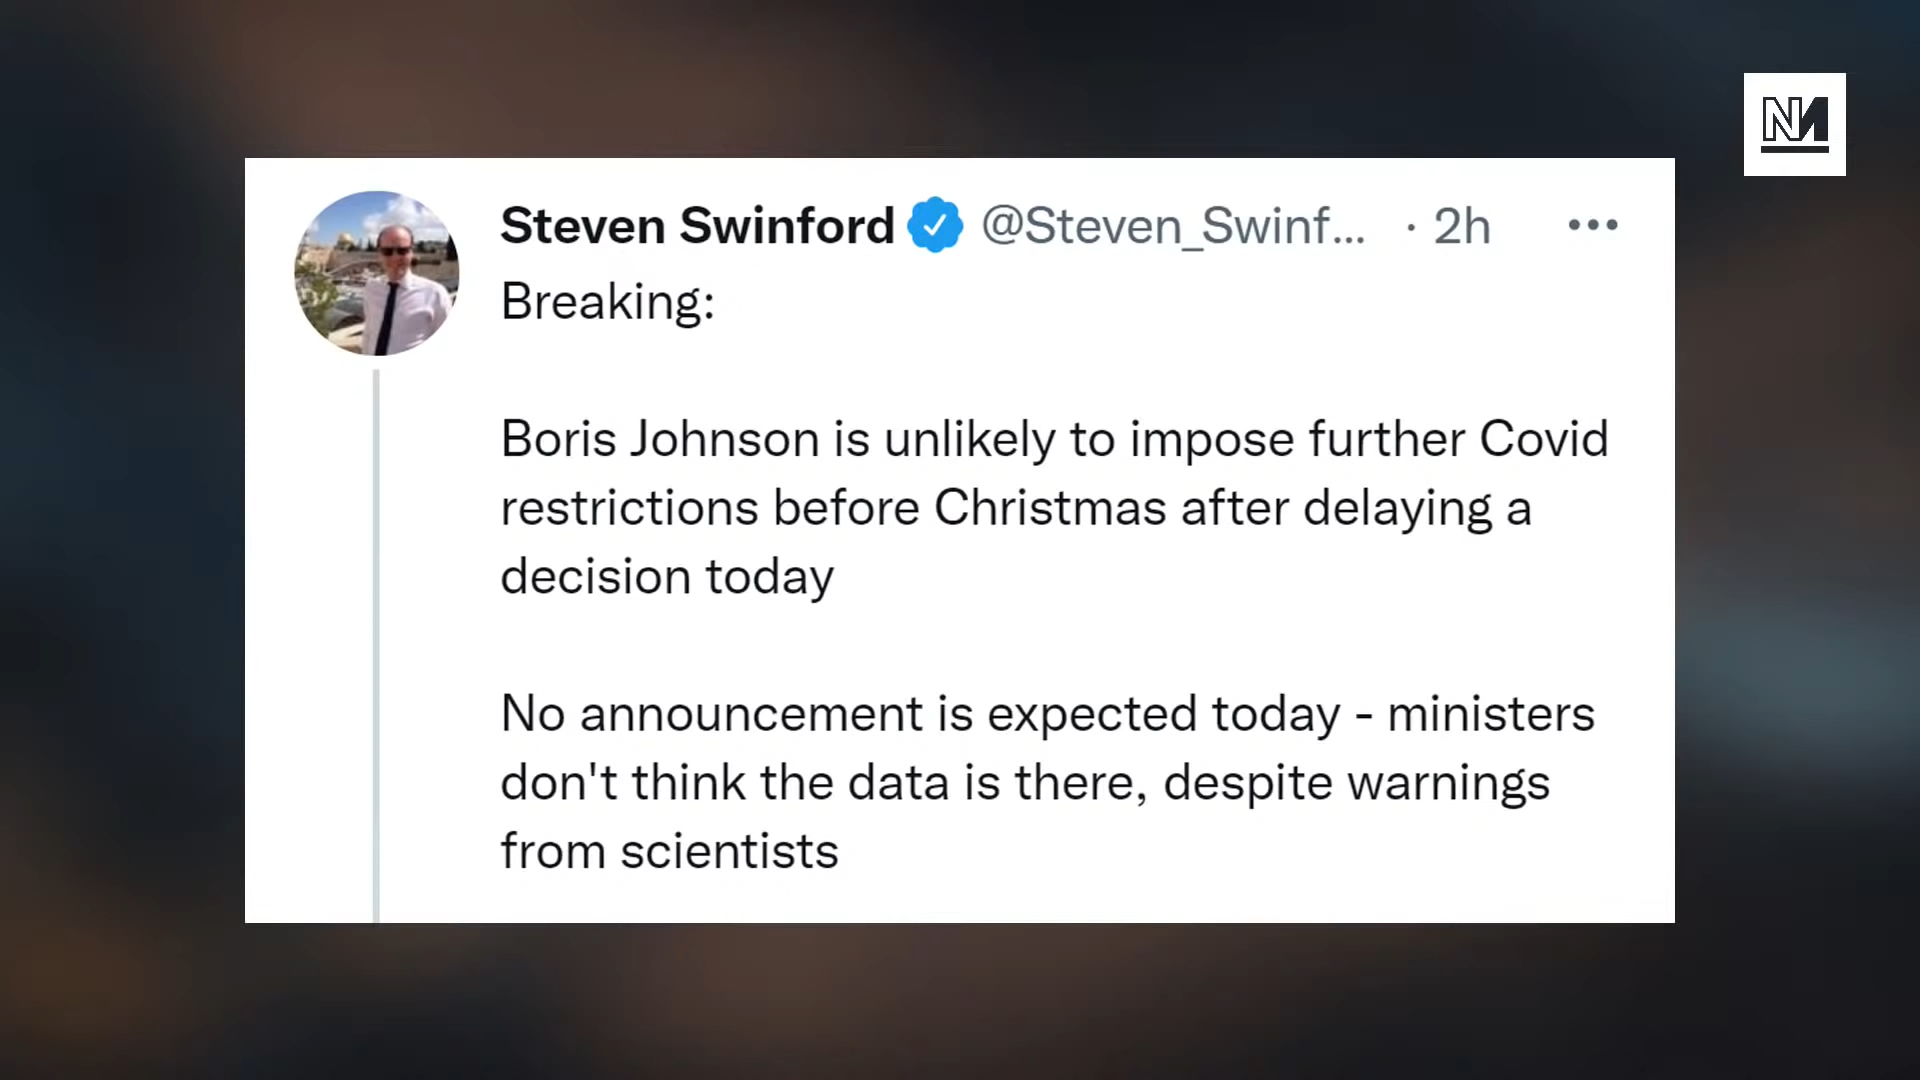 NM
Steven Swinford @Steven_Swinf... · 2h
Breaking:
Boris Johnson is unlikely to impose further Covid
restrictions before Christmas after delaying a
decision today
No announcement is expected today - ministers
don't think the data is there, despite warnings
from scientists